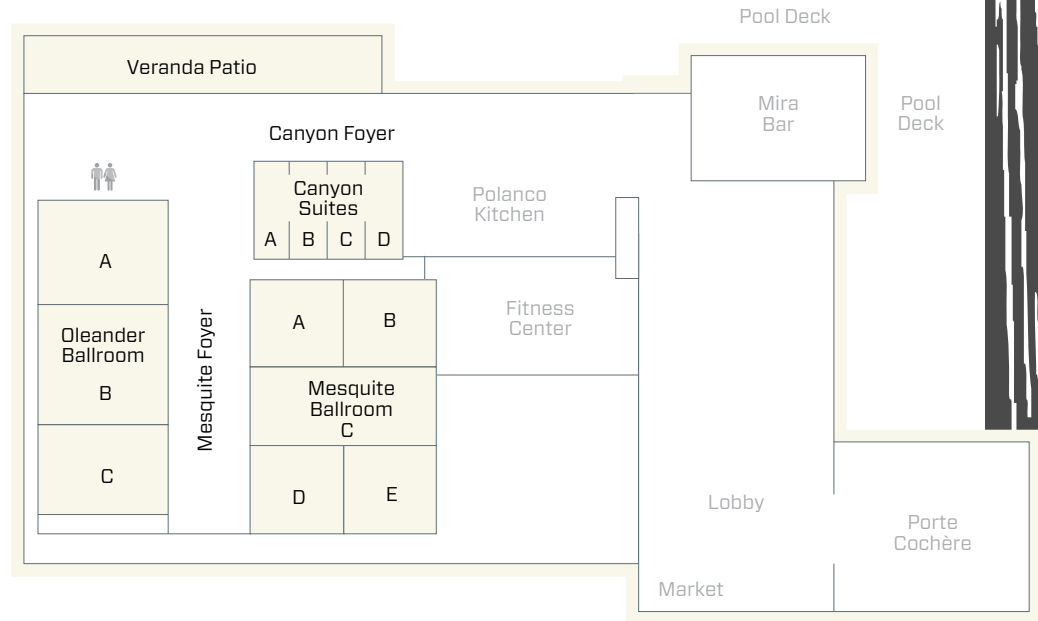 Pool Deck
Veranda Patio
Mira
Bar
Pool
Deck
Canyon Foyer
Canyon
Suites
A B C D
Polanco
Kitchen
A
Oleander
Ballroom
B
C
Mesquite Foyer
A B
Mesquite
Ballroom
C
D E
Fitness
Center
Lobby
Porte
Cochère
Market